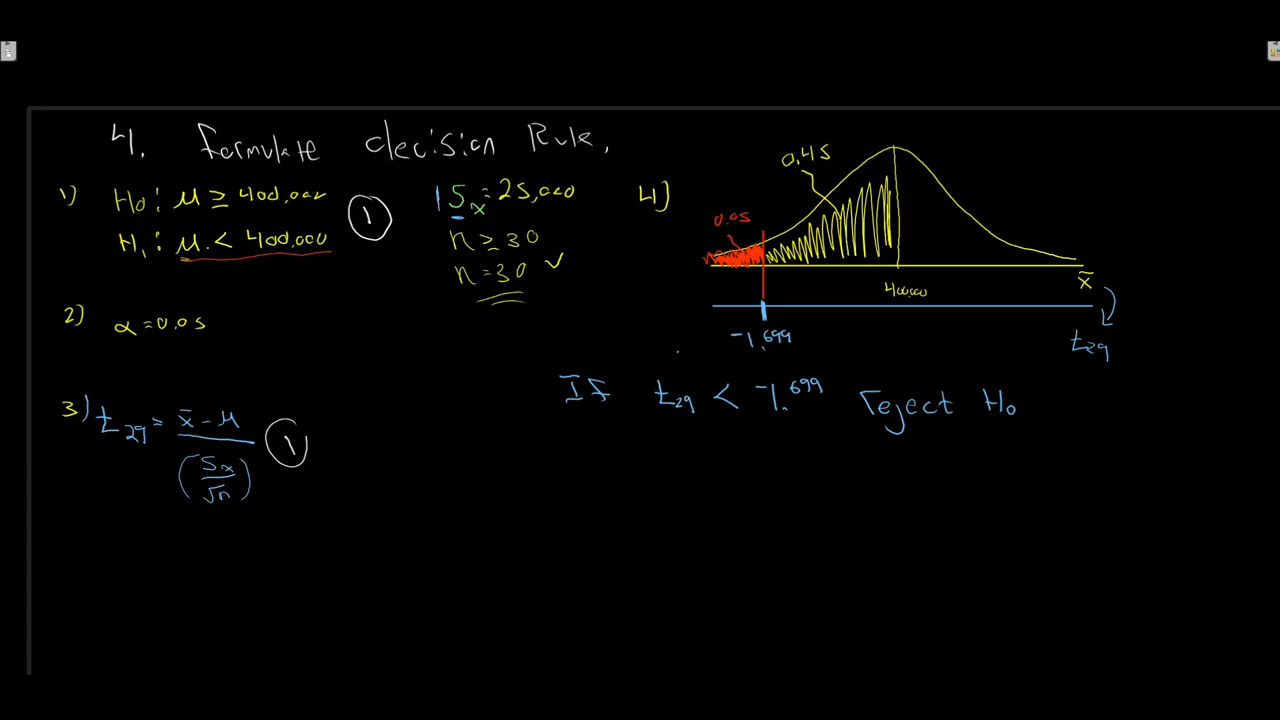 4. Formulate decision Rule.
1) H₀: μ ≥ 400,000
H₁: μ < 400,000
1
Sₓ = 25,000
n ≥ 30
n = 30 ✓
2) α = 0.05
3) t₂₉ = x̄ - μ / (Sₓ / √n)
1
4)
0.45
0.05
400,000
x̄
-1.699
t₂₉
If t₂₉ < -1.699 reject H₀